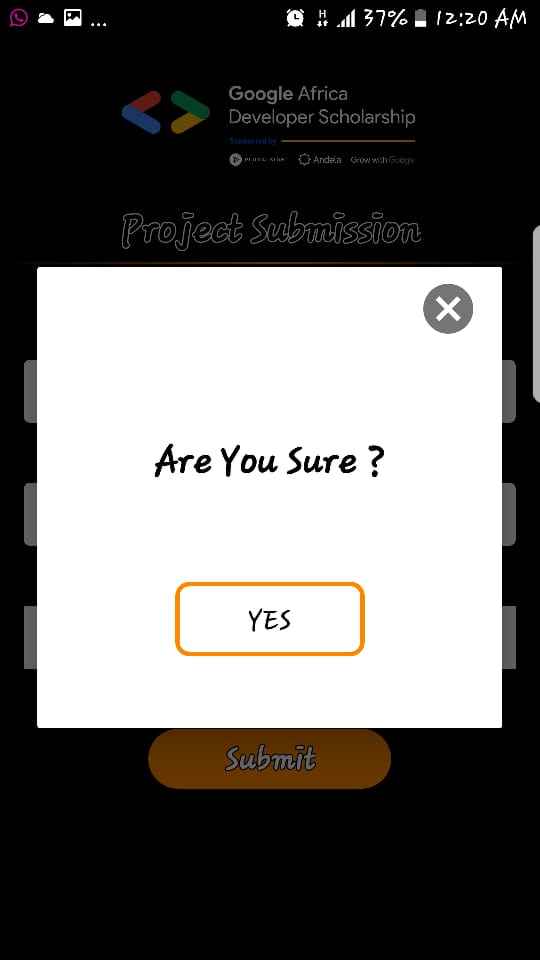 ... H 37% 12:20 AM
Google Africa
Developer Scholarship
Supported by
PLURALSIGHT Andela Grow with Google
Project Submission
Are You Sure ?
YES
Submit